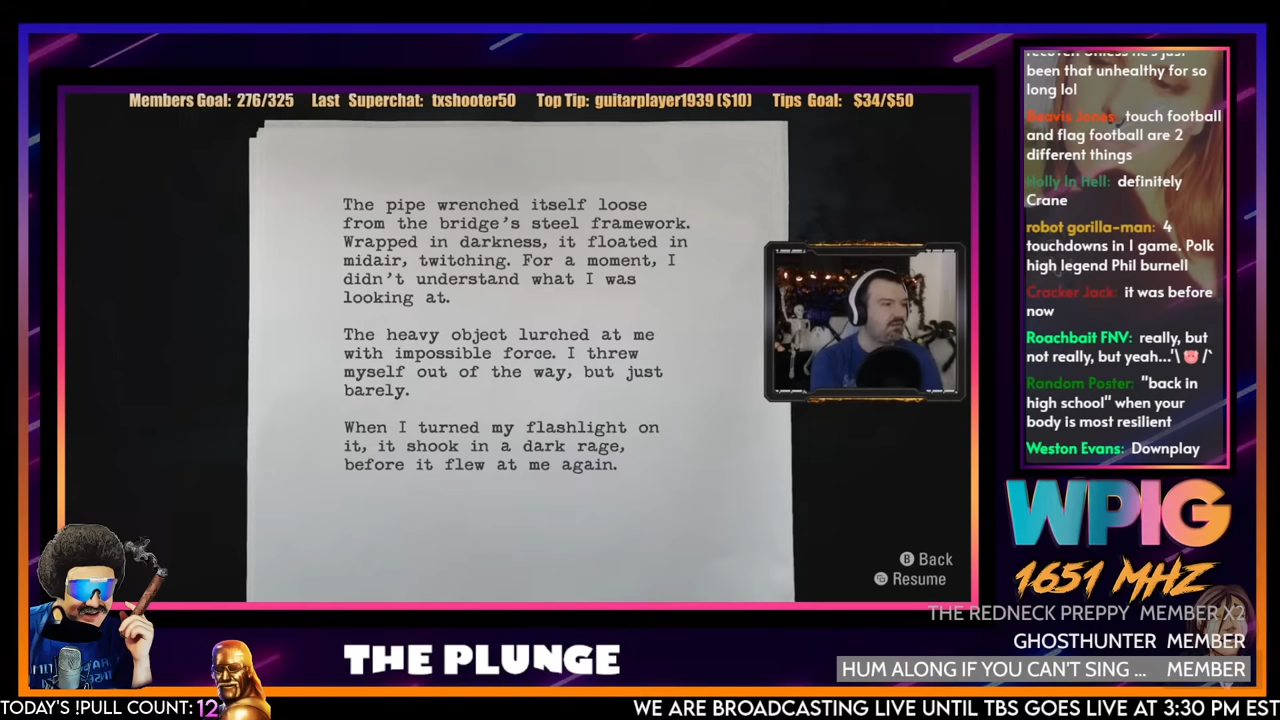 Members Goal: 276/325 Last Superchat: txshooter50 Top Tip: guitarplayer1939 ($10) Tips Goal: $34/$50
The pipe wrenched itself loose
from the bridge's steel framework.
Wrapped in darkness, it floated in
midair, twitching. For a moment, I
didn't understand what I was
looking at.
The heavy object lurched at me
with impossible force. I threw
myself out of the way, but just
barely.
When I turned my flashlight on
it, it shook in a dark rage,
before it flew at me again.
B Back
Resume
been that unhealthy for so
long lol
Beavis Jones: touch football
and flag football are 2
different things
Holly In Hell: definitely
Crane
robot gorilla-man: 4
touchdowns in 1 game. Polk
high legend Phil burnell
Cracker Jack: it was before
now
Roachbait FNV: really, but
not really, but yeah...'\🐷/`
Random Poster: "back in
high school" when your
body is most resilient
Weston Evans: Downplay
WPIG
1651 MHZ
THE REDNECK PREPPY MEMBER X2
GHOSTHUNTER MEMBER
HUM ALONG IF YOU CAN'T SING ... MEMBER
THE PLUNGE
TODAY'S !PULL COUNT: 12
WE ARE BROADCASTING LIVE UNTIL TBS GOES LIVE AT 3:30 PM EST